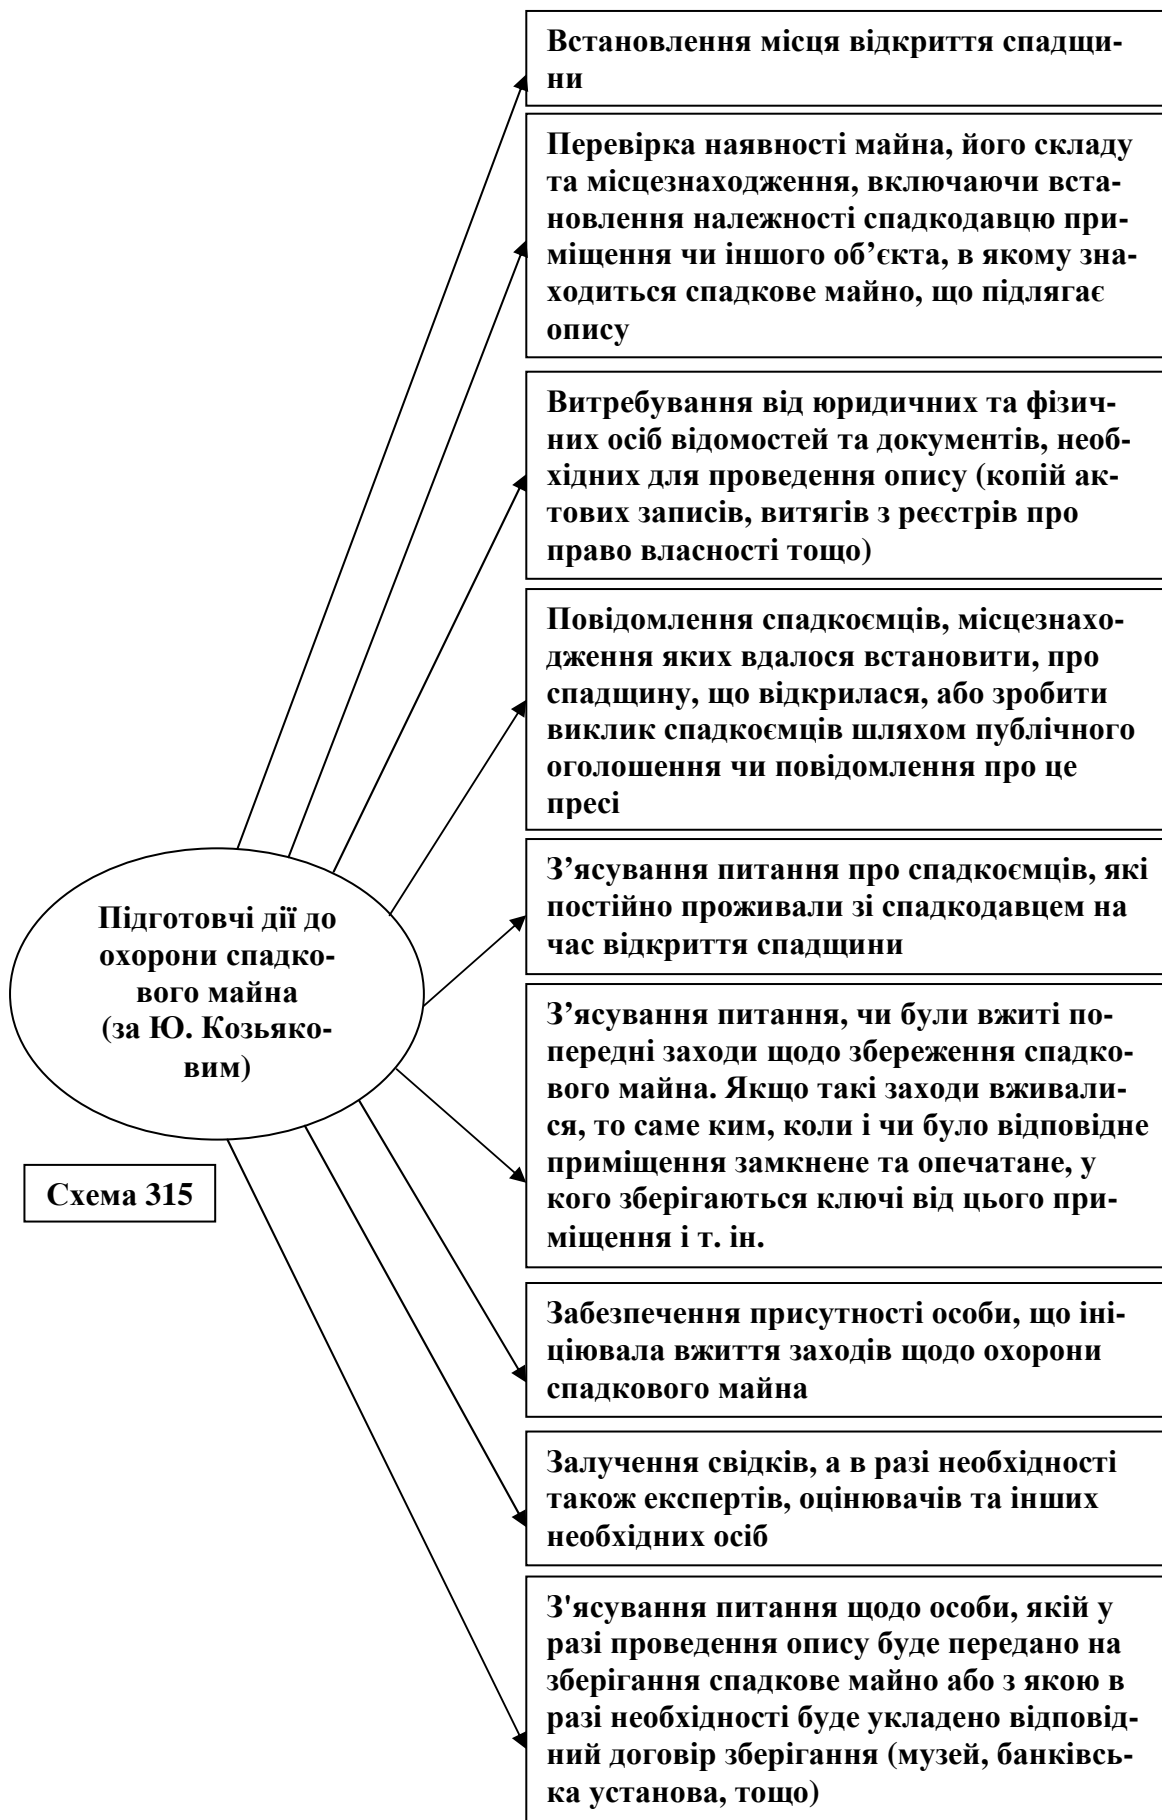 Встановлення місця відкриття спадщи-
ни
Перевірка наявності майна, його складу
та місцезнаходження, включаючи вста-
новлення належності спадкодавцю при-
міщення чи іншого об’єкта, в якому зна-
ходиться спадкове майно, що підлягає
опису
Витребування від юридичних та фізич-
них осіб відомостей та документів, необ-
хідних для проведення опису (копій ак-
тових записів, витягів з реєстрів про
право власності тощо)
Повідомлення спадкоємців, місцезнахо-
дження яких вдалося встановити, про
спадщину, що відкрилася, або зробити
виклик спадкоємців шляхом публічного
оголошення чи повідомлення про це
пресі
З’ясування питання про спадкоємців, які
постійно проживали зі спадкодавцем на
час відкриття спадщини
Підготовчі дії до
охорони спадко-
вого майна
(за Ю. Козьяко-
вим)
З’ясування питання, чи були вжиті по-
передні заходи щодо збереження спадко-
вого майна. Якщо такі заходи вживали-
ся, то саме ким, коли і чи було відповідне
приміщення замкнене та опечатане, у
кого зберігаються ключі від цього при-
міщення і т. ін.
Схема 315
Забезпечення присутності особи, що іні-
ціювала вжиття заходів щодо охорони
спадкового майна
Залучення свідків, а в разі необхідності
також експертів, оцінювачів та інших
необхідних осіб
З'ясування питання щодо особи, якій у
разі проведення опису буде передано на
зберігання спадкове майно або з якою в
разі необхідності буде укладено відповід-
ний договір зберігання (музей, банківсь-
ка установа, тощо)